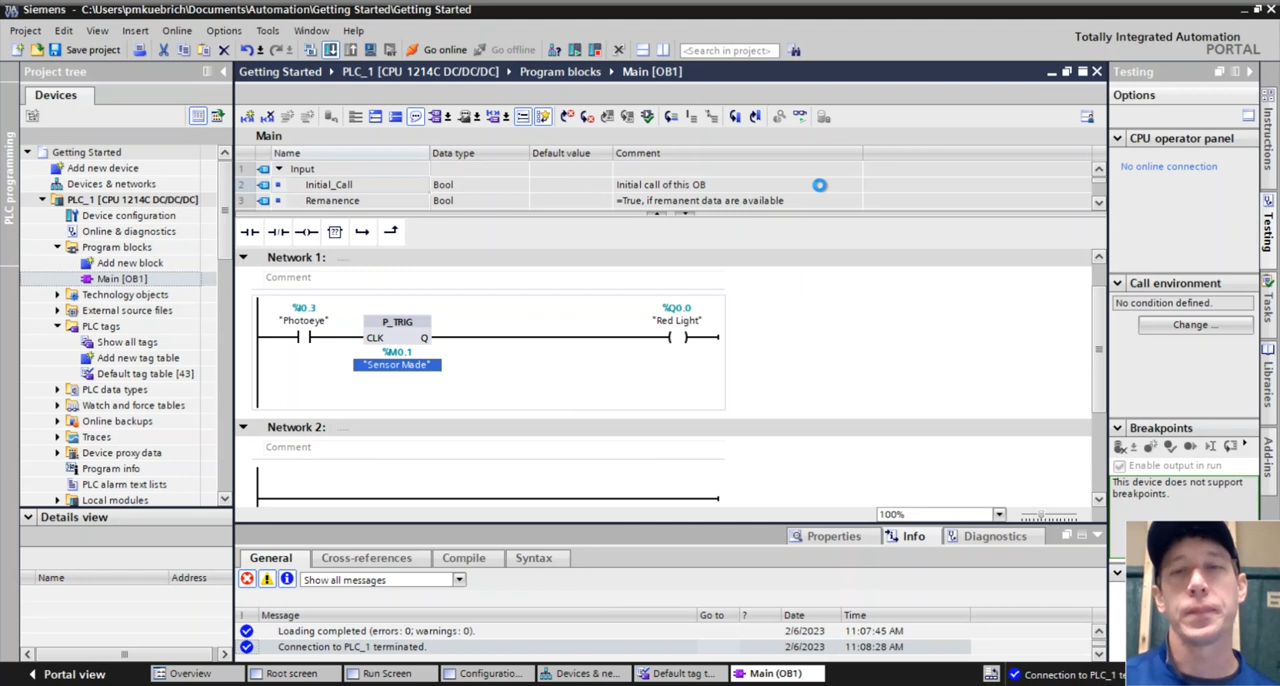 Siemens - C:\Users\pmkuebrich\Documents\Automation\Getting Started\Getting Started
Project Edit View Insert Online Options Tools Window Help
Totally Integrated Automation
PORTAL
Save project Go online Go offline <Search in project>
Project tree
Getting Started PLC_1 [CPU 1214C DC/DC/DC] Program blocks Main [OB1]
Testing
Devices
Options
Main
CPU operator panel
No online connection
Name Data type Default value Comment
1 Input
2 Initial_Call Bool Initial call of this OB
3 Remanence Bool =True, if remanent data are available
Getting Started
Add new device
Devices & networks
PLC_1 [CPU 1214C DC/DC/DC]
Device configuration
Online & diagnostics
Program blocks
Add new block
Main [OB1]
Technology objects
External source files
PLC tags
Show all tags
Add new tag table
Default tag table [43]
PLC data types
Watch and force tables
Online backups
Traces
Device proxy data
Program info
PLC alarm text lists
Local modules
Network 1:
Comment
%I0.3
"Photoeye"
P_TRIG
CLK Q
%M0.1
"Sensor Made"
%Q0.0
"Red Light"
Network 2:
Comment
100%
Call environment
No condition defined.
Change ...
Breakpoints
Enable output in run
This device does not support
breakpoints.
PLC programming
Instructions
Testing
Tasks
Libraries
Add-ins
Details view
Name Address
Properties Info Diagnostics
General Cross-references Compile Syntax
Show all messages
! Message Go to ? Date Time
Loading completed (errors: 0; warnings: 0). 2/6/2023 11:07:45 AM
Connection to PLC_1 terminated. 2/6/2023 11:08:28 AM
Portal view Overview Root screen Run Screen Configuratio... Devices & ne... Default tag t... Main (OB1) Connection to PLC_1 te